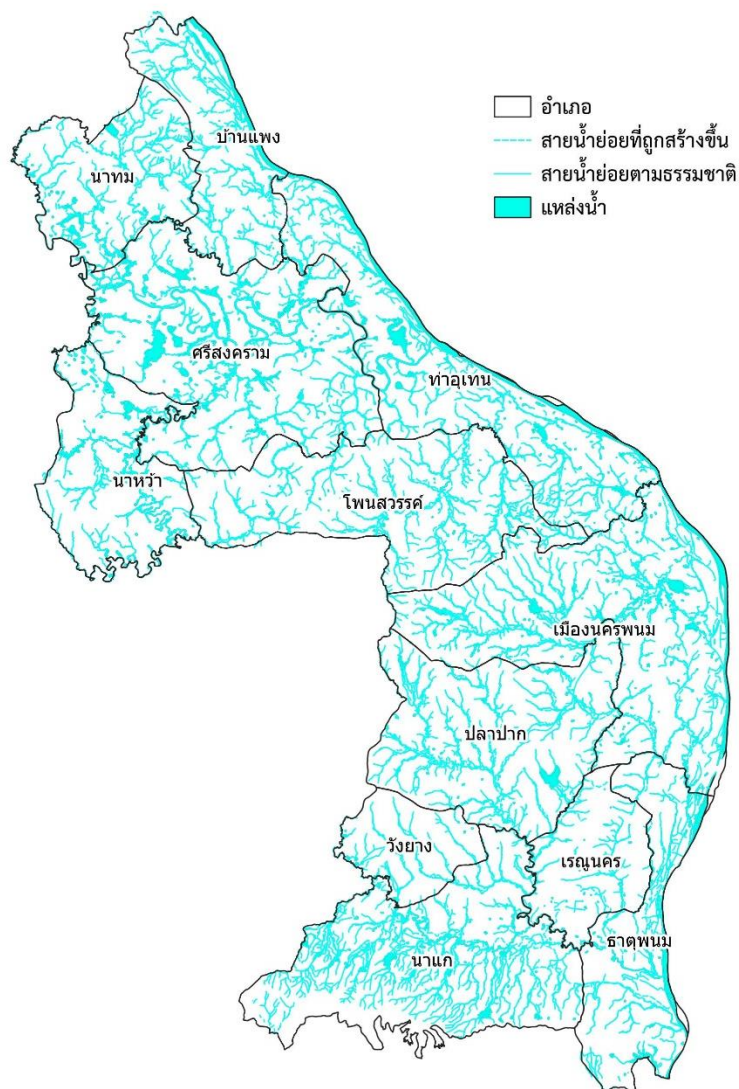 อำเภอ
สายน้ำย่อยที่ถูกสร้างขึ้น
สายน้ำย่อยตามธรรมชาติ
แหล่งน้ำ
บ้านแพง
นาทม
ศรีสงคราม
ท่าอุเทน
นาหว้า
โพนสวรรค์
เมืองนครพนม
ปลาปาก
วังยาง
เรณูนคร
ธาตุพนม
นาแก